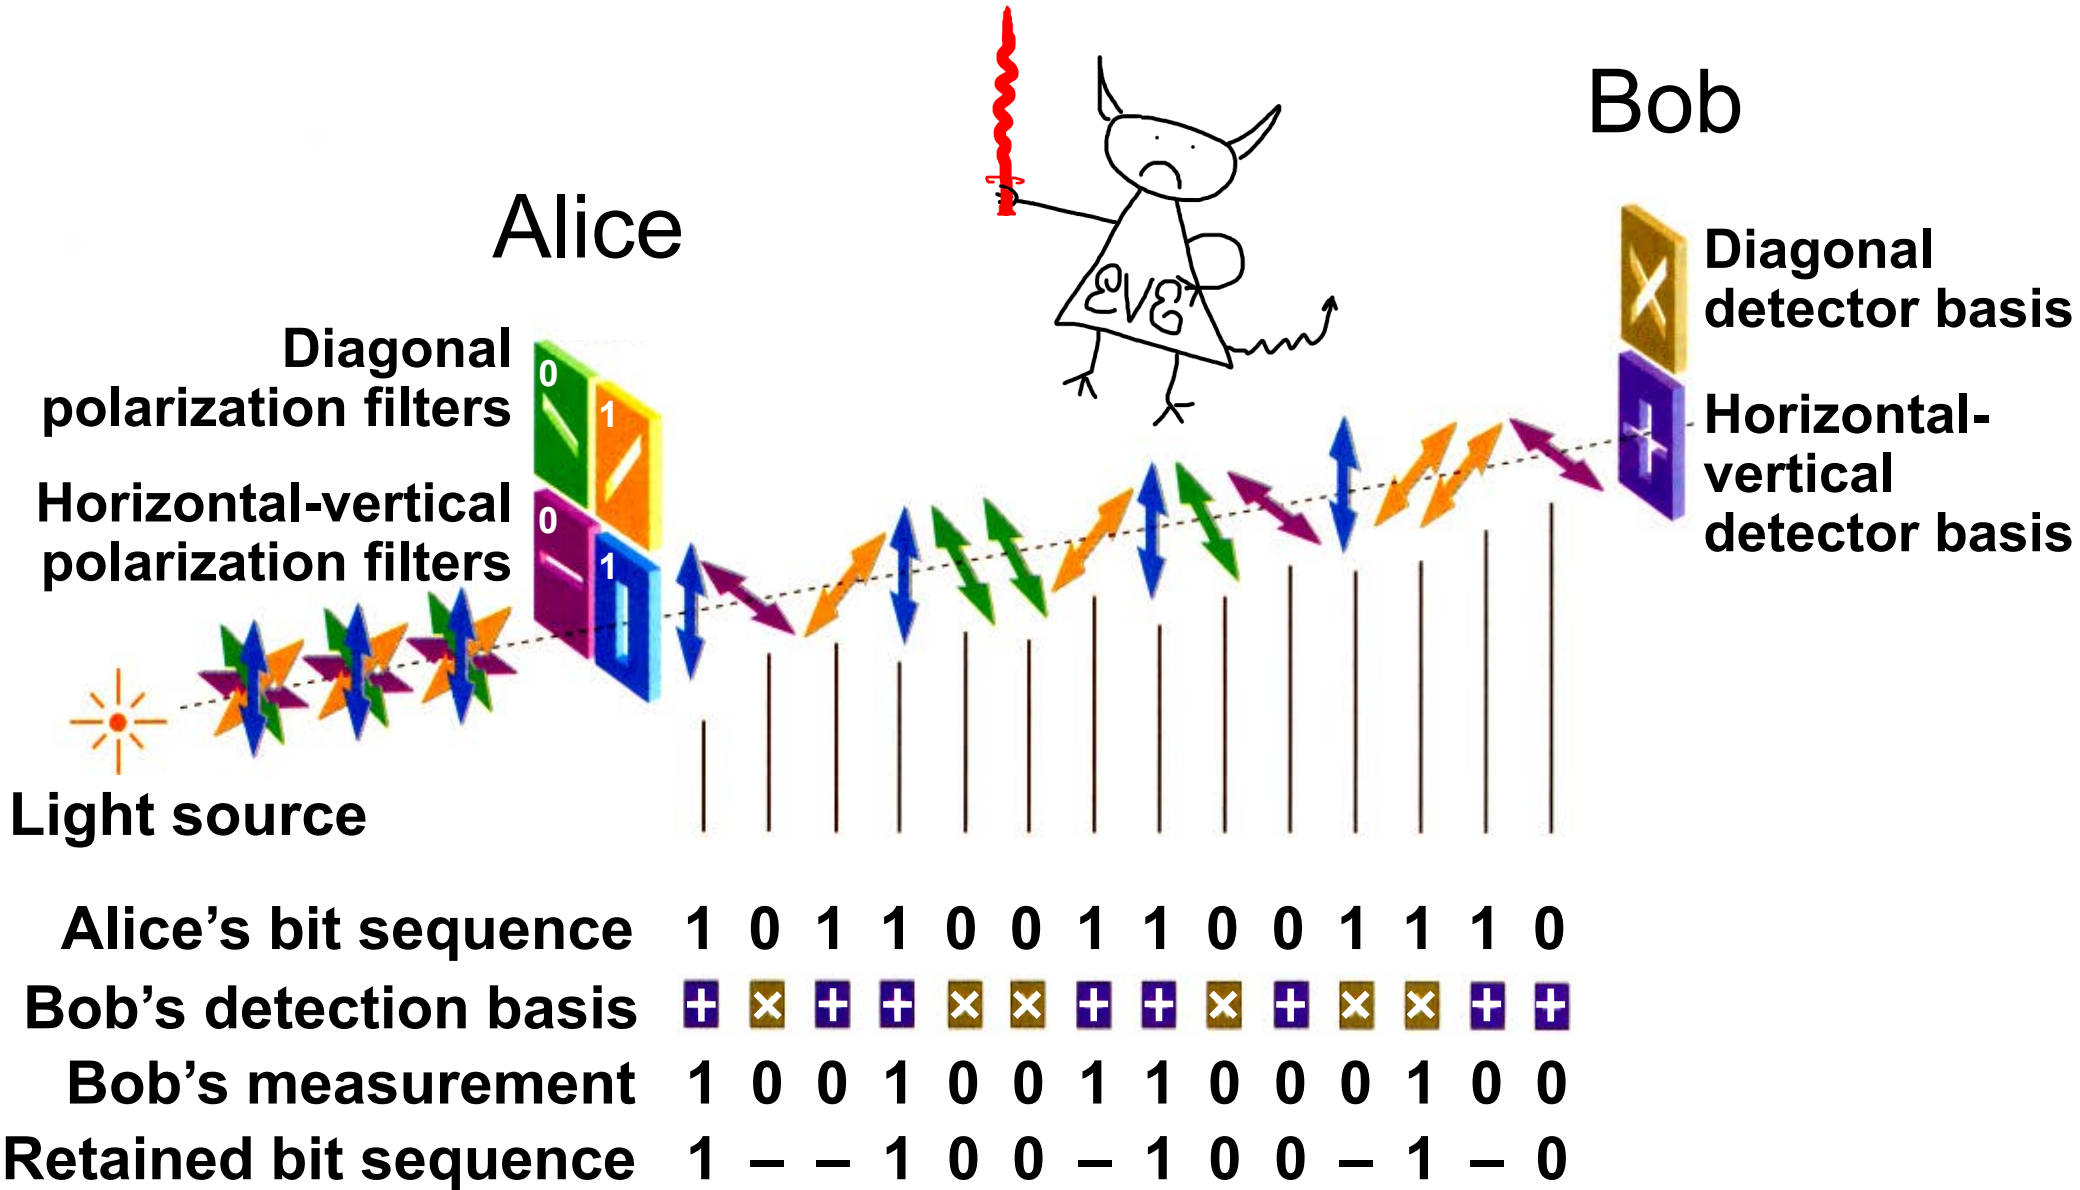 Bob
Alice
EVE
Diagonal
detector basis
Horizontal-
vertical
detector basis
Diagonal
polarization filters
0
1
Horizontal-vertical
polarization filters
0
1
Light source
Alice’s bit sequence 1 0 1 1 0 0 1 1 0 0 1 1 1 0
Bob’s detection basis + × + + × × + + × + × × + +
Bob’s measurement 1 0 0 1 0 0 1 1 0 0 0 1 0 0
Retained bit sequence 1 – – 1 0 0 – 1 0 0 – 1 – 0